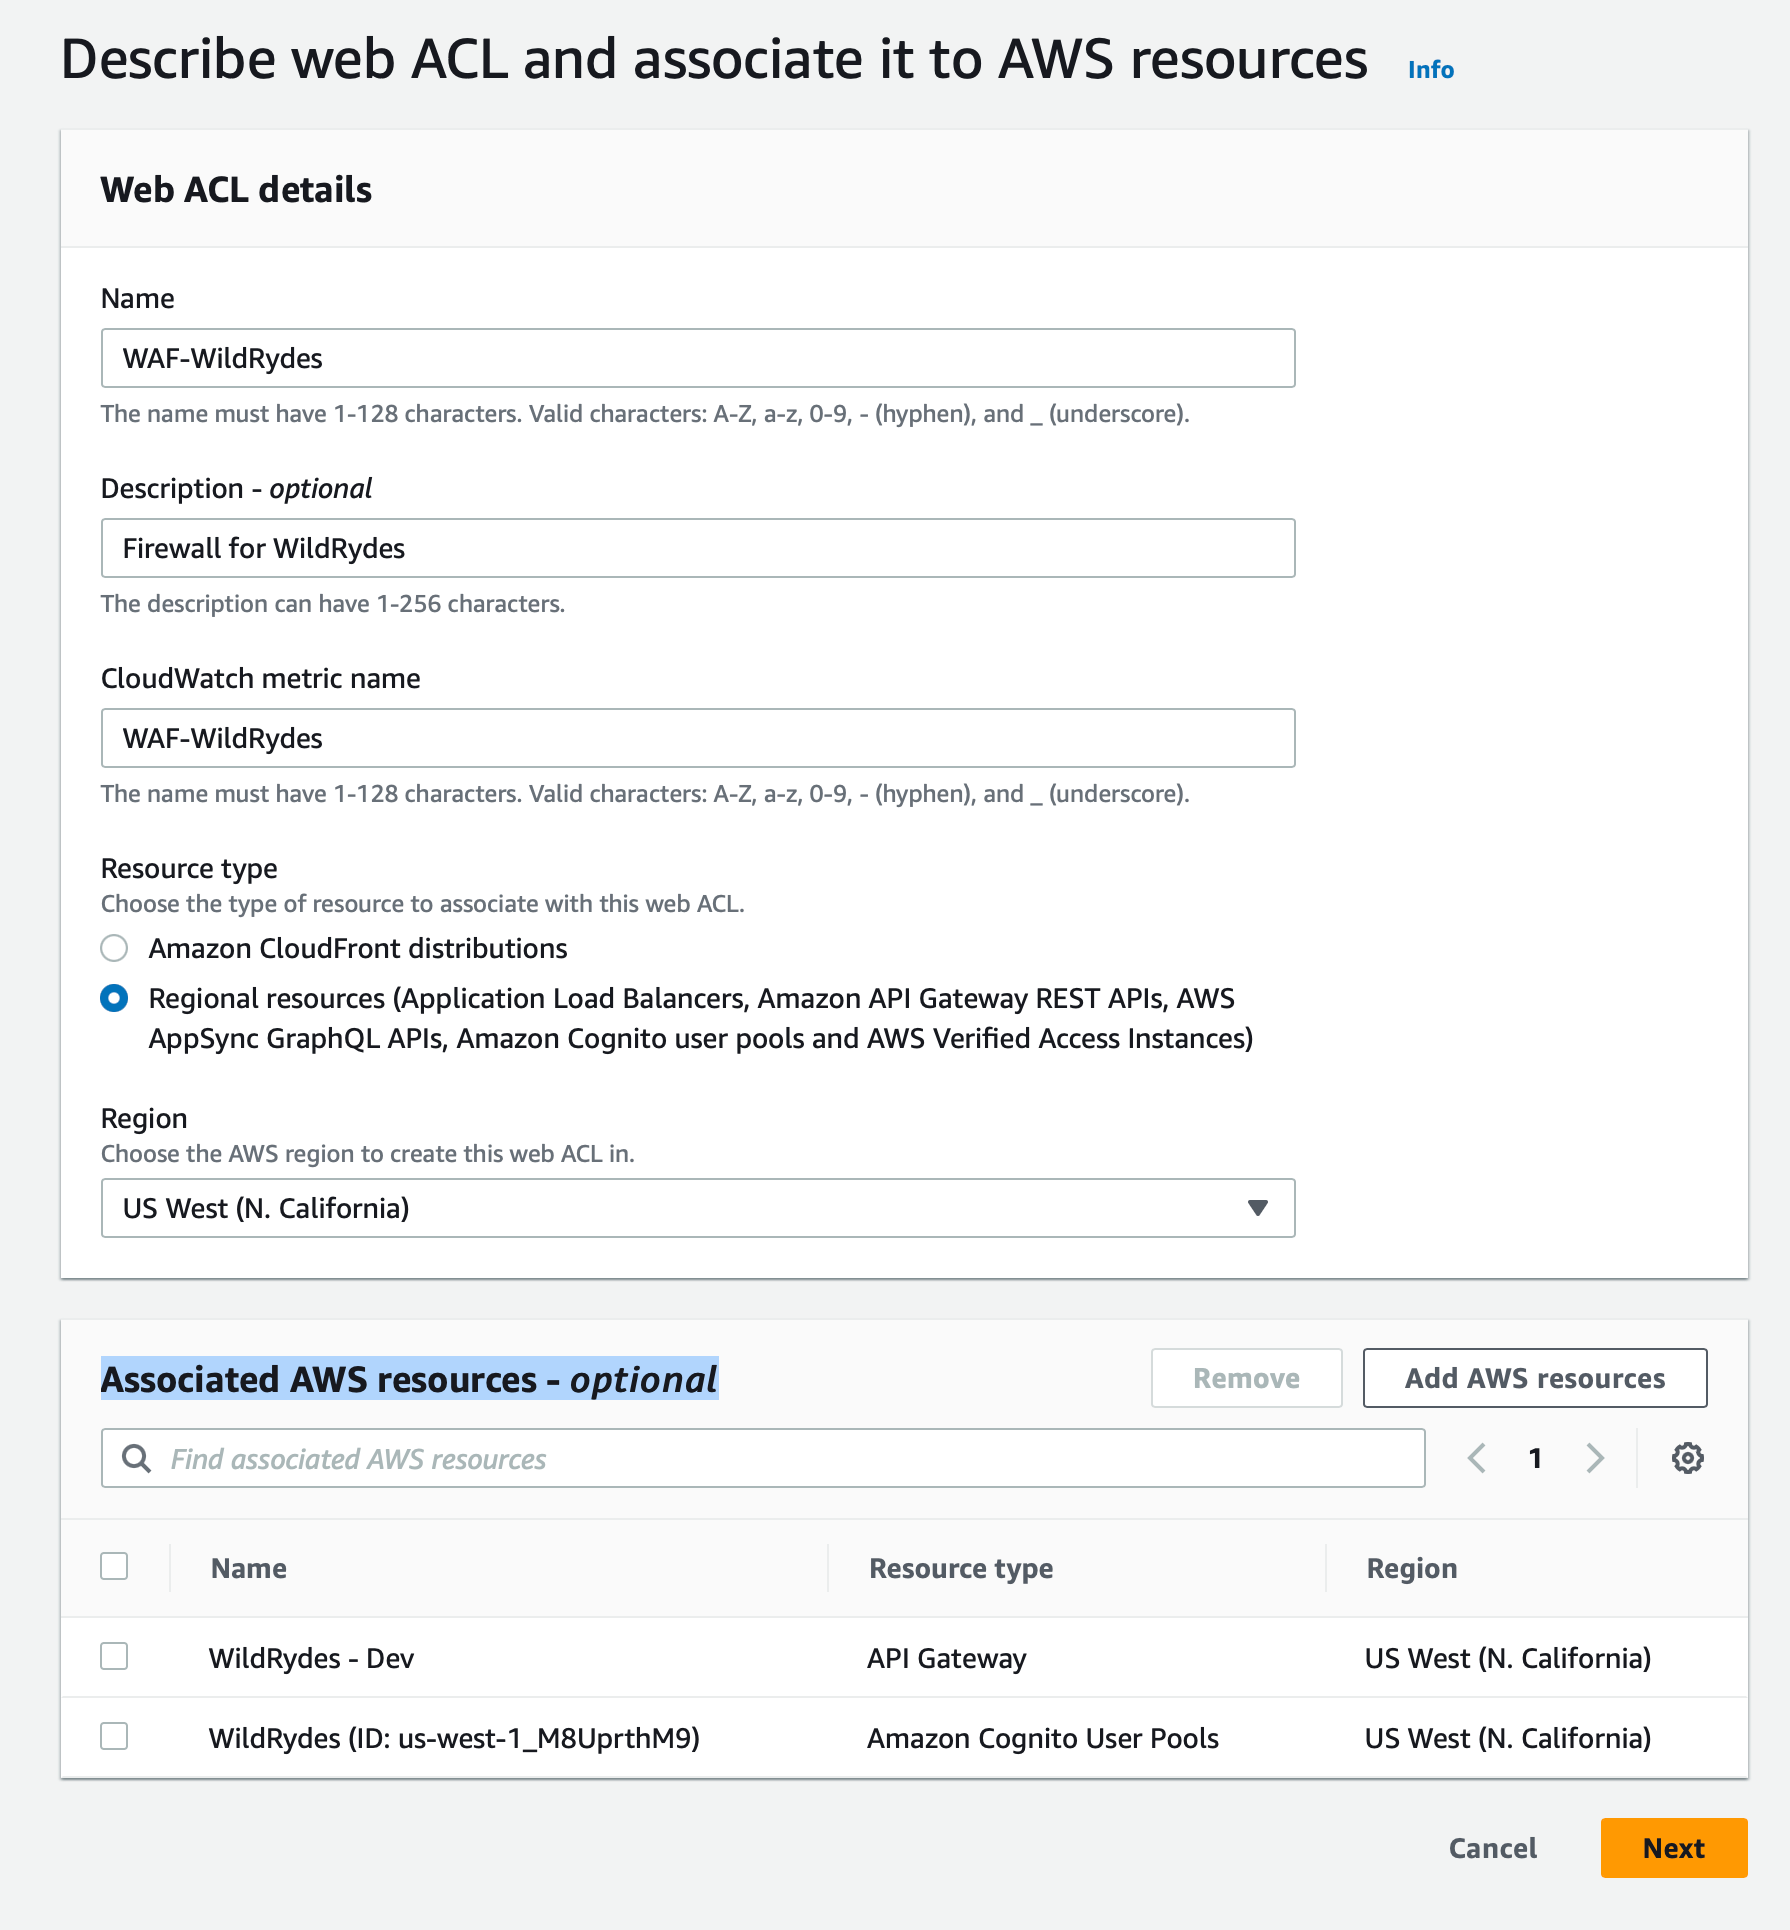 Describe web ACL and associate it to AWS resources Info
Web ACL details
Name
WAF-WildRydes
The name must have 1-128 characters. Valid characters: A-Z, a-z, 0-9, - (hyphen), and _ (underscore).
Description - optional
Firewall for WildRydes
The description can have 1-256 characters.
CloudWatch metric name
WAF-WildRydes
The name must have 1-128 characters. Valid characters: A-Z, a-z, 0-9, - (hyphen), and _ (underscore).
Resource type
Choose the type of resource to associate with this web ACL.
Amazon CloudFront distributions
Regional resources (Application Load Balancers, Amazon API Gateway REST APIs, AWS
AppSync GraphQL APIs, Amazon Cognito user pools and AWS Verified Access Instances)
Region
Choose the AWS region to create this web ACL in.
US West (N. California)
Associated AWS resources - optional Remove Add AWS resources
Find associated AWS resources 1
Name Resource type Region
WildRydes - Dev API Gateway US West (N. California)
WildRydes (ID: us-west-1_M8UprthM9) Amazon Cognito User Pools US West (N. California)
Cancel Next